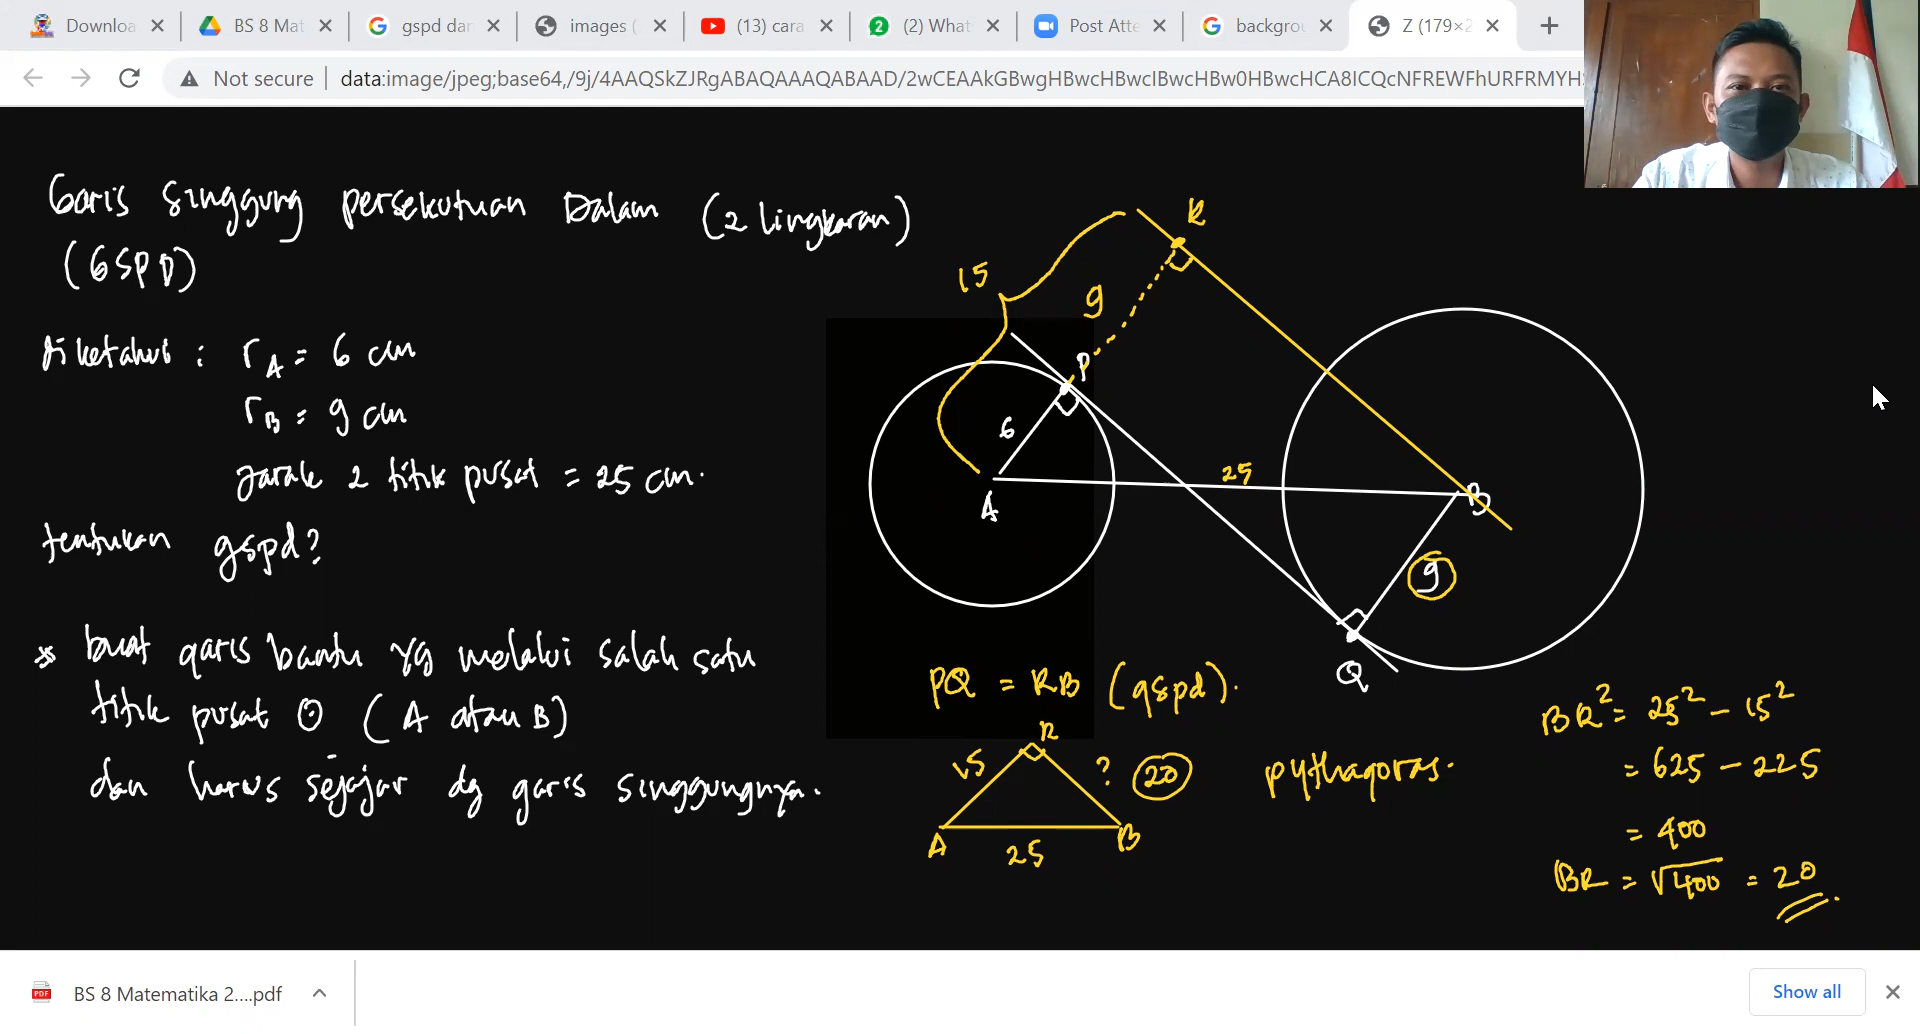 Downloa
BS 8 Mat
gspd dar
images (
(13) cara
(2) What
Post Atte
backgrou
Z (179×2
Not secure
data:image/jpeg;base64,/9j/4AAQSkZJRgABAQAAAQABAAD/2wCEAAkGBwgHBwcHBwcIBwcHBw0HBwcHCA8ICQcNFREWFhURFRMYH
Garis singgung persekutuan Dalam (2 lingkaran)
(GSPD)
diketahui : rA = 6 cm
rB = 9 cm
jarak 2 titik pusat = 25 cm.
tentukan gspd?
* buat garis bantu yg melalui salah satu
titik pusat ⊙ (A atau B)
dan harus sejajar dg garis singgungnya.
R
15
9
P
6
A
25
B
9
Q
PQ = RB (gspd).
R
15
? 20
A
25
B
pythagoras.
BR² = 25² - 15²
= 625 - 225
= 400
BR = √400 = 20
BS 8 Matematika 2....pdf
PDF
Show all